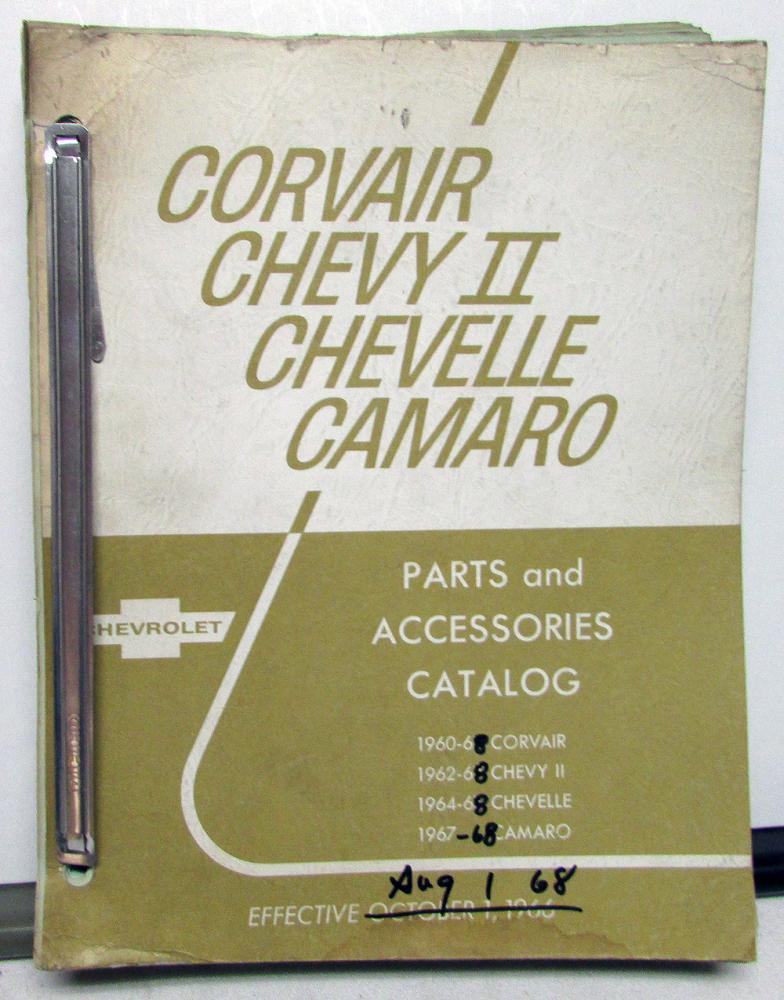 CORVAIR
CHEVY II
CHEVELLE
CAMARO
CHEVROLET
PARTS and
ACCESSORIES
CATALOG
1960-68 CORVAIR
1962-68 CHEVY II
1964-68 CHEVELLE
1967-68 CAMARO
Aug 1 68
EFFECTIVE OCTOBER 1, 1966